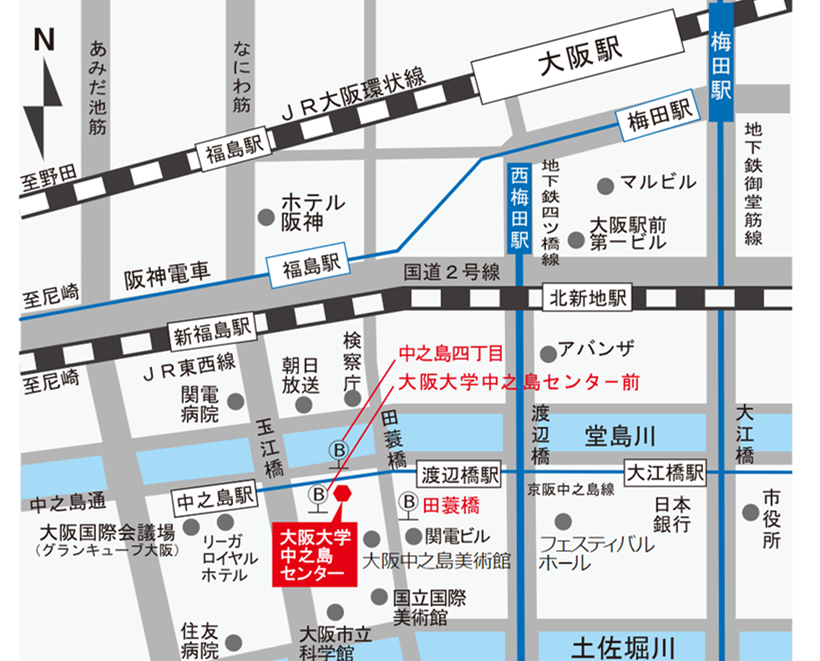 N
あみだ池筋
なにわ筋
ＪＲ大阪環状線
大阪駅
梅田駅
梅田駅
福島駅
至野田
ホテル
阪神
西梅田駅
地下鉄四ツ橋線
マルビル
大阪駅前
第一ビル
地下鉄御堂筋線
阪神電車
福島駅
国道２号線
至尼崎
北新地駅
新福島駅
至尼崎
ＪＲ東西線
検察庁
中之島四丁目
アバンザ
朝日
放送
大阪大学中之島センター前
関電
病院
玉江橋
田蓑橋
渡辺橋
堂島川
大江橋
B
渡辺橋駅
大江橋駅
中之島駅
中之島通
B
B
田蓑橋
京阪中之島線
日本
銀行
市役所
大阪国際会議場
（グランキューブ大阪）
リーガ
ロイヤル
ホテル
大阪大学
中之島
センター
関電ビル
大阪中之島美術館
フェスティバル
ホール
国立国際
美術館
住友
病院
大阪市立
科学館
土佐堀川